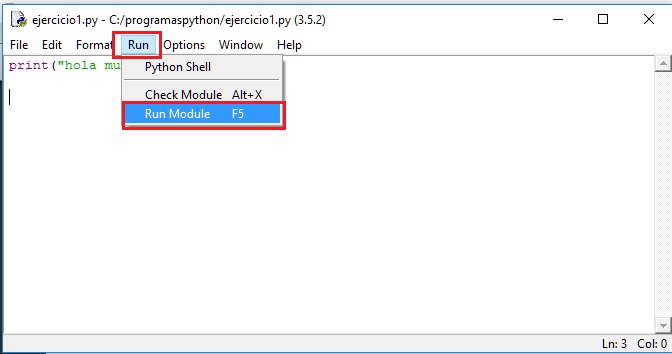 ejercicio1.py - C:/programaspython/ejercicio1.py (3.5.2)
File Edit Format Run Options Window Help
print("hola mu
Python Shell
Check Module Alt+X
Run Module F5
Ln: 3 Col: 0